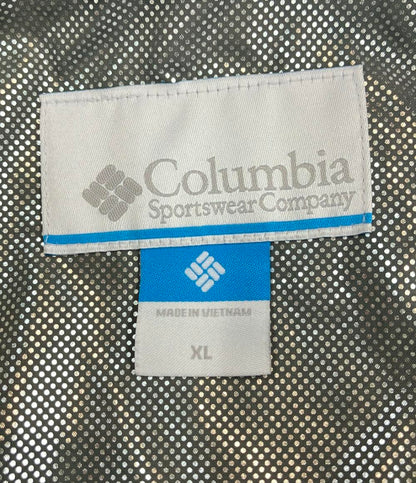 Columbia
Sportswear Company
MADE IN VIETNAM
XL